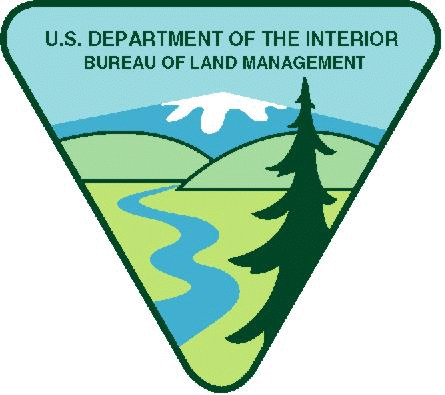 U.S. DEPARTMENT OF THE INTERIOR
BUREAU OF LAND MANAGEMENT